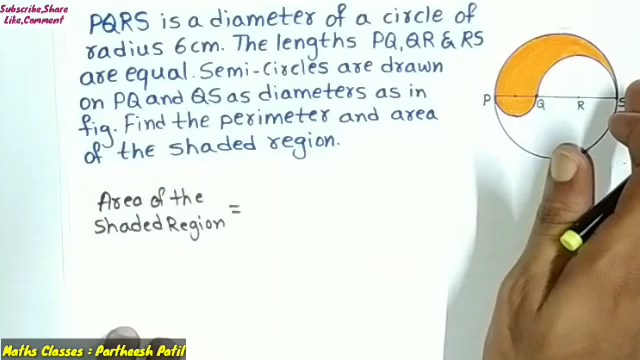 Subscribe,Share
Like,Comment
PQRS is a diameter of a circle of
radius 6cm. The lengths PQ, QR & RS
are equal. Semi-Circles are drawn
on PQ and QS as diameters as in
fig. Find the perimeter and area
of the shaded region.
P Q R S
Area of the
Shaded Region =
Maths Classes : Partheesh Patil